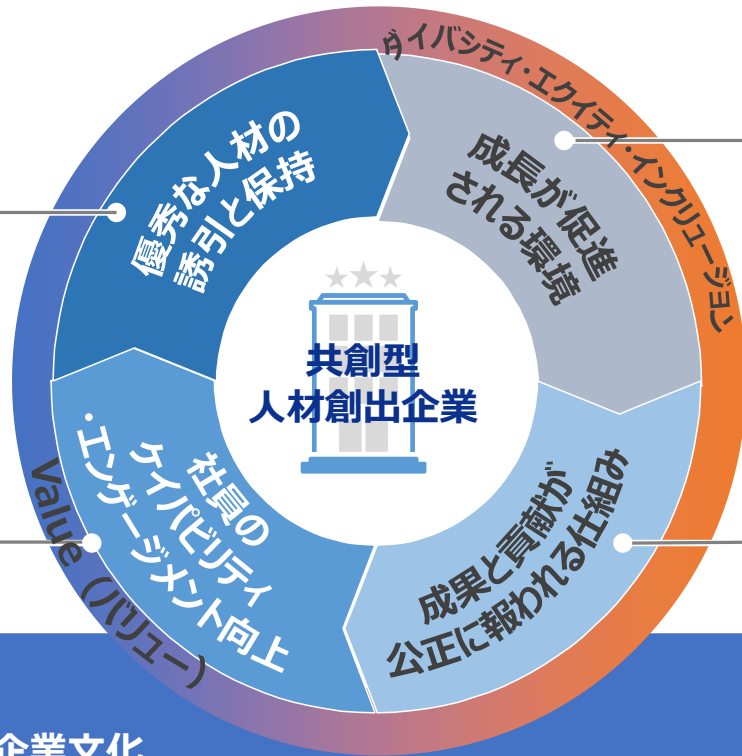 ダイバシティ・エクイティ・インクリュージョン
優秀な人材の
誘引と保持
成長が促進
される環境
共創型
人材創出企業
社員の
ケイパビリティ
・エンゲージメント向上
成果と貢献が
公正に報われる仕組み
Value（バリュー）
企業文化